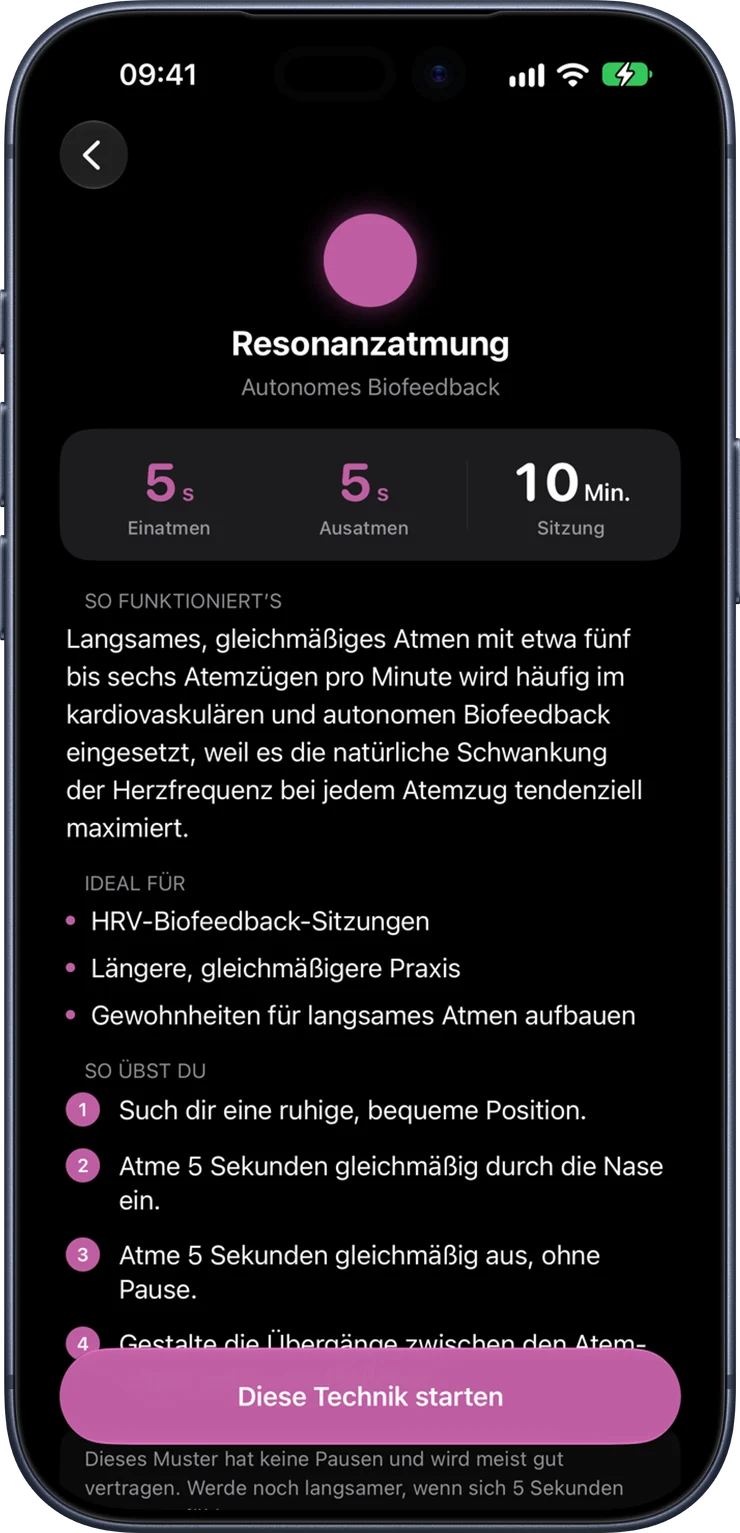 09:41
Resonanzatmung
Autonomes Biofeedback
5 s
Einatmen
5 s
Ausatmen
10 Min.
Sitzung
SO FUNKTIONIERT’S
Langsames, gleichmäßiges Atmen mit etwa fünf
bis sechs Atemzügen pro Minute wird häufig im
kardiovaskulären und autonomen Biofeedback
eingesetzt, weil es die natürliche Schwankung
der Herzfrequenz bei jedem Atemzug tendenziell
maximiert.
IDEAL FÜR
• HRV-Biofeedback-Sitzungen
• Längere, gleichmäßigere Praxis
• Gewohnheiten für langsames Atmen aufbauen
SO ÜBST DU
1 Such dir eine ruhige, bequeme Position.
2 Atme 5 Sekunden gleichmäßig durch die Nase
ein.
3 Atme 5 Sekunden gleichmäßig aus, ohne
Pause.
4 Gestalte die Übergänge zwischen den Atem-
Diese Technik starten
Dieses Muster hat keine Pausen und wird meist gut
vertragen. Werde noch langsamer, wenn sich 5 Sekunden